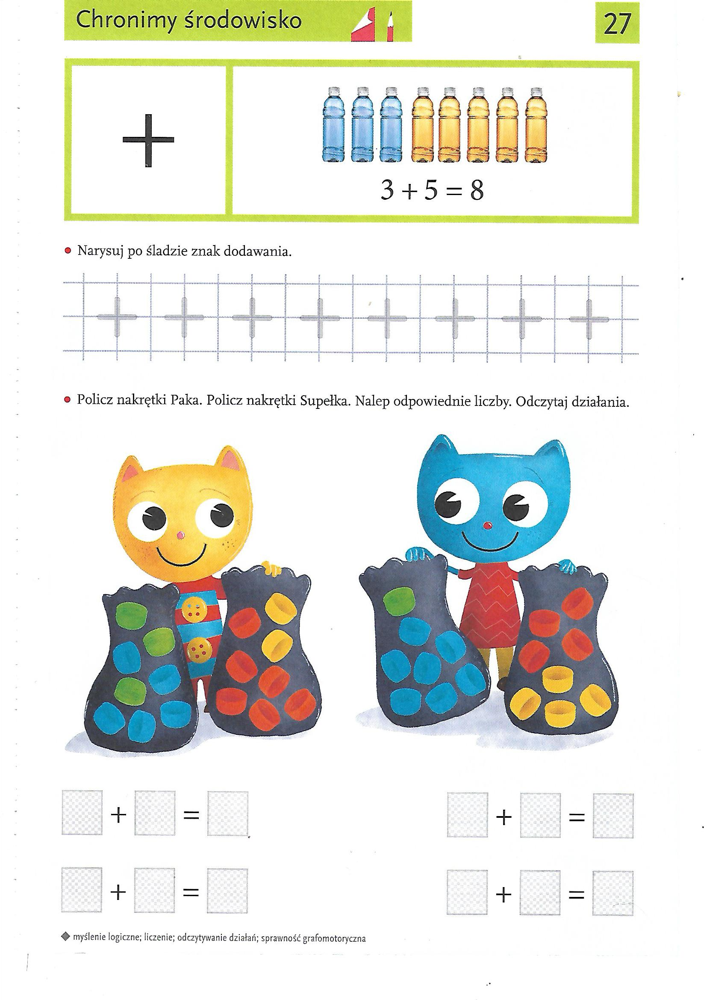 Chronimy środowisko
27
+
3 + 5 = 8
• Narysuj po śladzie znak dodawania.
+ + + + + + + +
• Policz nakrętki Paka. Policz nakrętki Supełka. Nalep odpowiednie liczby. Odczytaj działania.
+ = + =
+ = + =
◆ myślenie logiczne; liczenie; odczytywanie działań; sprawność grafomotoryczna